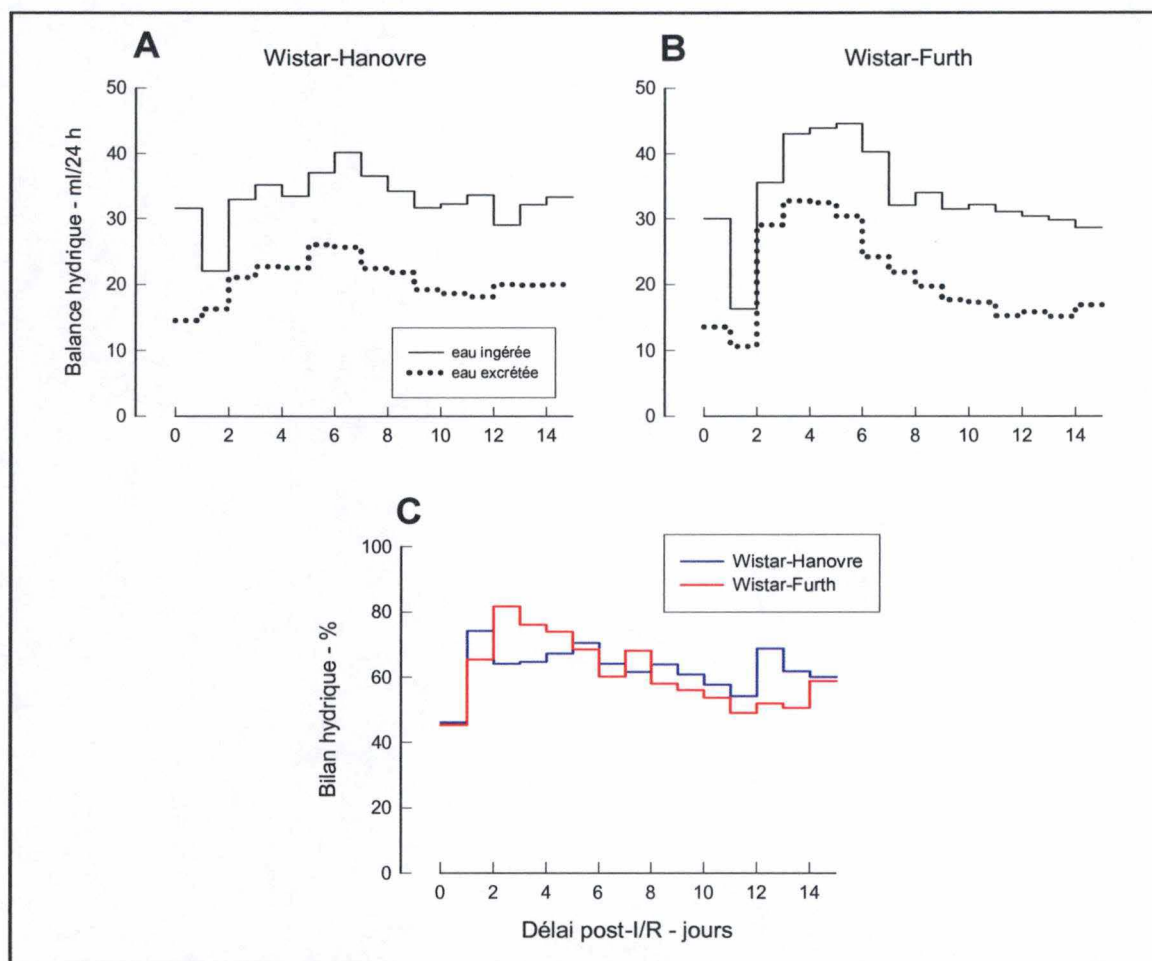 A
Wistar-Hanovre
B
Wistar-Furth
Balance hydrique - ml/24 h
50
40
30
20
10
0
0 2 4 6 8 10 12 14
eau ingérée
eau excrétée
50
40
30
20
10
0
0 2 4 6 8 10 12 14
C
Bilan hydrique - %
100
80
60
40
20
0
0 2 4 6 8 10 12 14
Wistar-Hanovre
Wistar-Furth
Délai post-I/R - jours